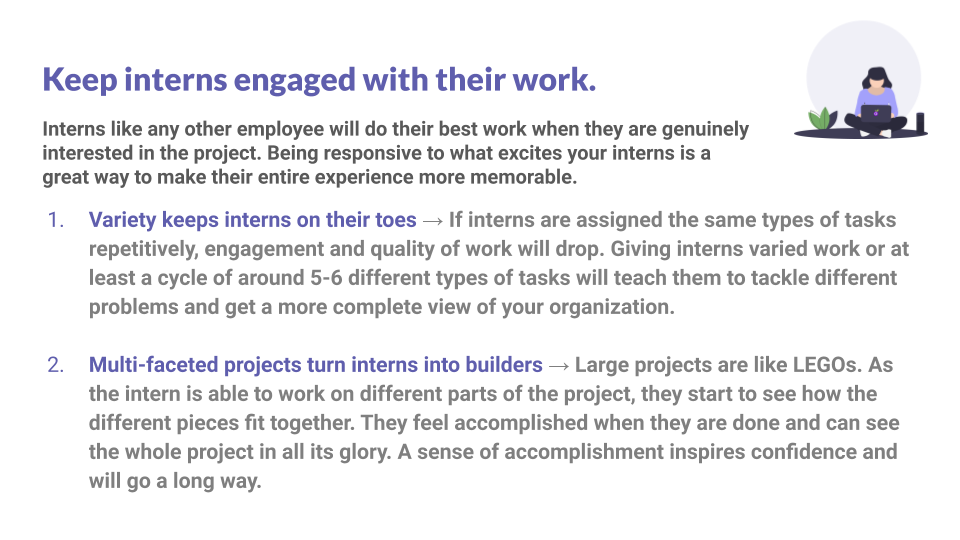 Keep interns engaged with their work.
Interns like any other employee will do their best work when they are genuinely
interested in the project. Being responsive to what excites your interns is a
great way to make their entire experience more memorable.
1. Variety keeps interns on their toes → If interns are assigned the same types of tasks
repetitively, engagement and quality of work will drop. Giving interns varied work or at
least a cycle of around 5-6 different types of tasks will teach them to tackle different
problems and get a more complete view of your organization.
2. Multi-faceted projects turn interns into builders → Large projects are like LEGOs. As
the intern is able to work on different parts of the project, they start to see how the
different pieces fit together. They feel accomplished when they are done and can see
the whole project in all its glory. A sense of accomplishment inspires confidence and
will go a long way.